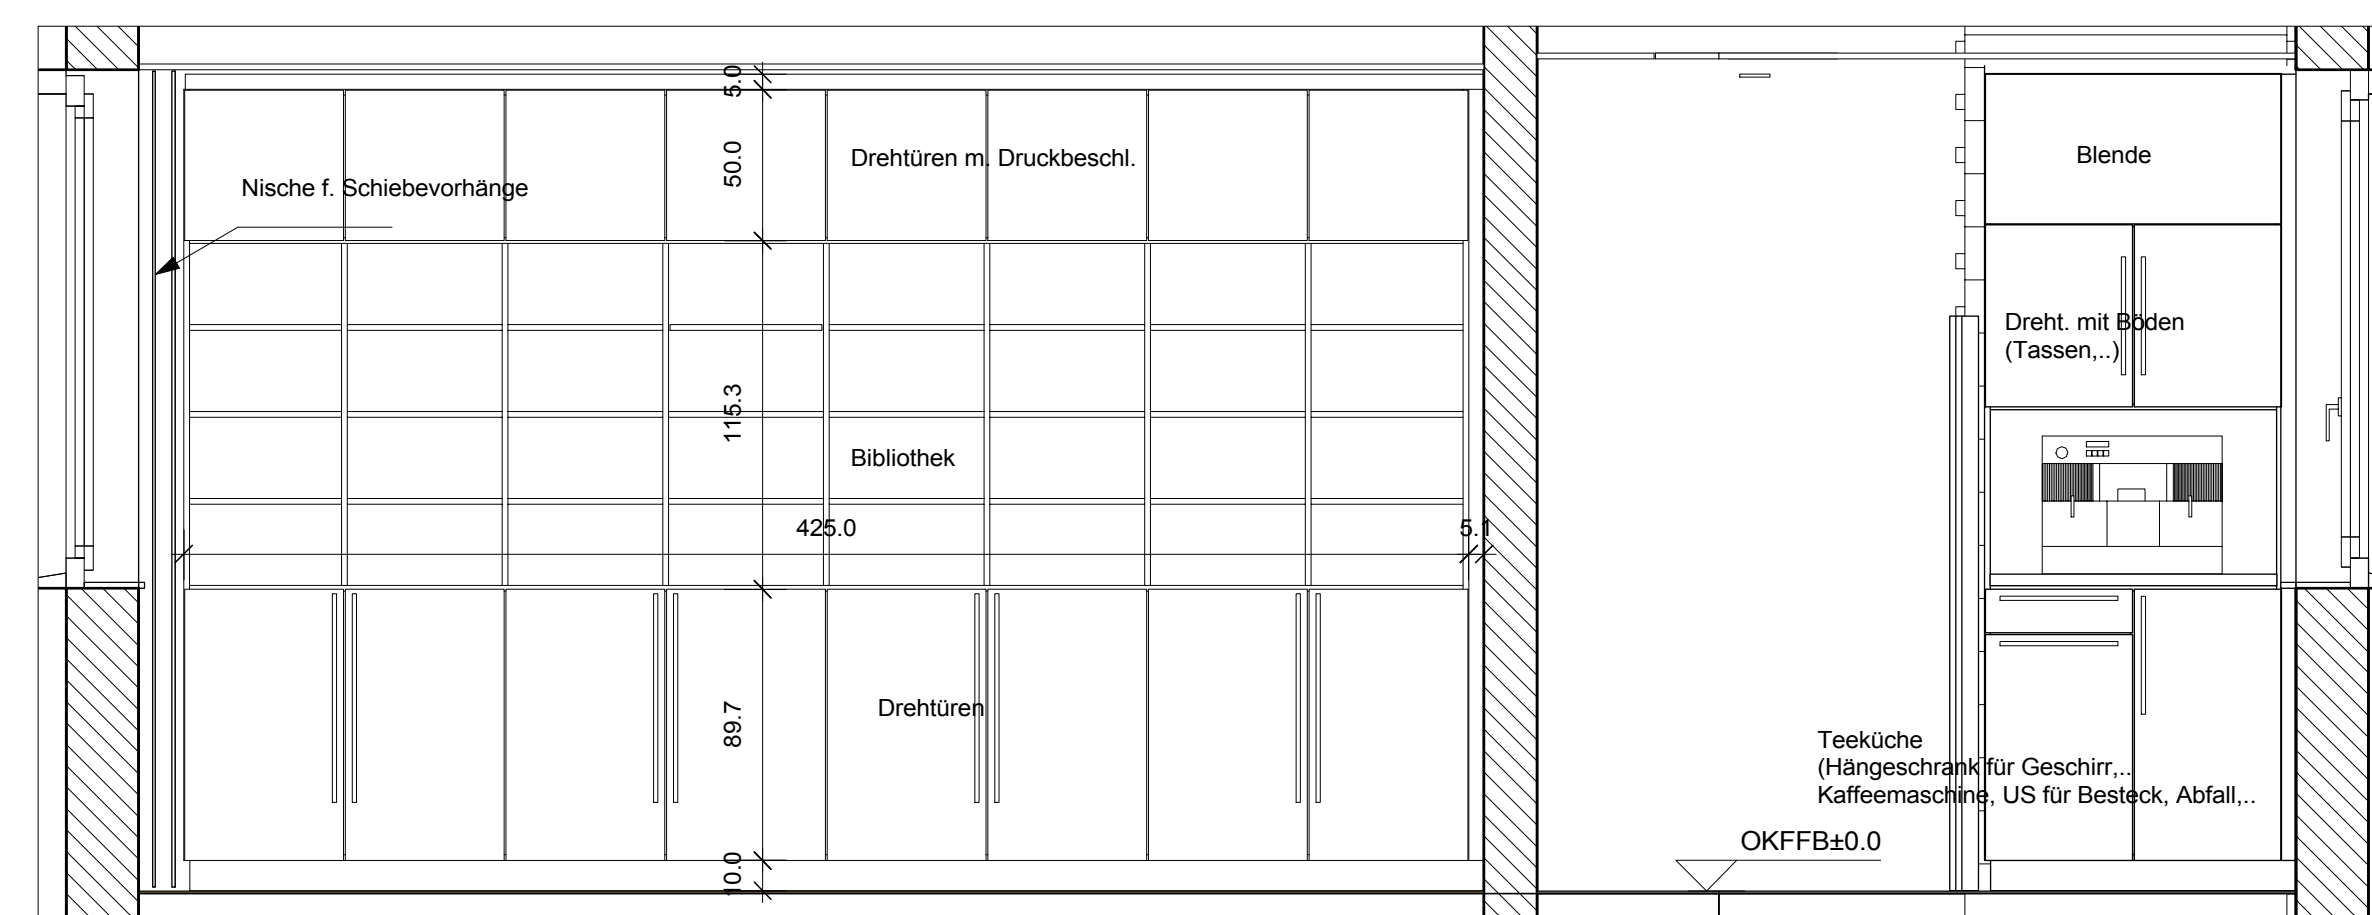 5.0
50.0
Drehtüren m. Druckbeschl.
Nische f. Schiebevorhänge
115.3
Bibliothek
425.0
5.1
89.7
Drehtüren
10.0
Blende
Dreht. mit Böden
(Tassen,..)
Teeküche
(Hängeschrank für Geschirr,..
Kaffeemaschine, US für Besteck, Abfall,..
OKFFB±0.0